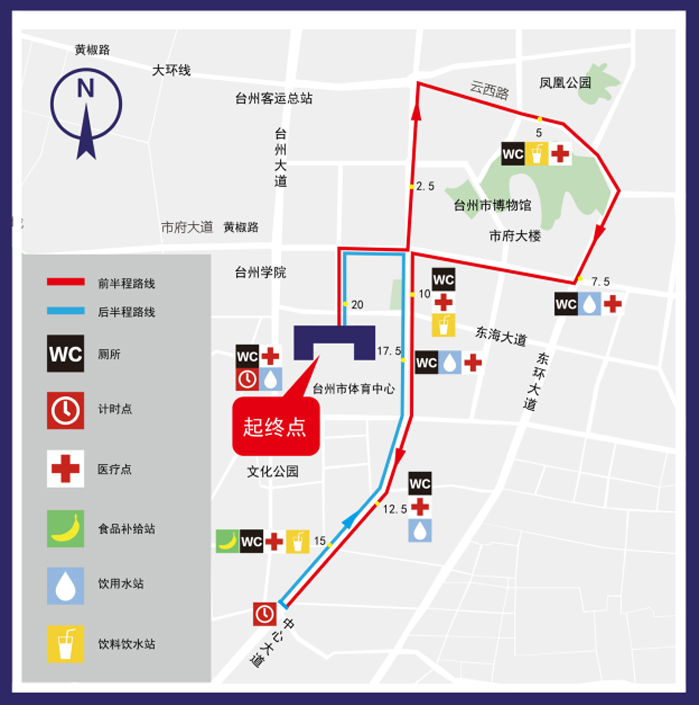 黄椒路
大环线
N
台州客运总站
云西路
凤凰公园
台州大道
5
WC
2.5
台州市博物馆
市府大道
黄椒路
市府大楼
台州学院
7.5
WC
前半程路线
后半程路线
WC
10
20
东海大道
WC
厕所
WC
17.5
WC
东环大道
台州市体育中心
计时点
起终点
医疗点
文化公园
WC
12.5
食品补给站
WC
15
饮用水站
中心大道
饮料饮水站